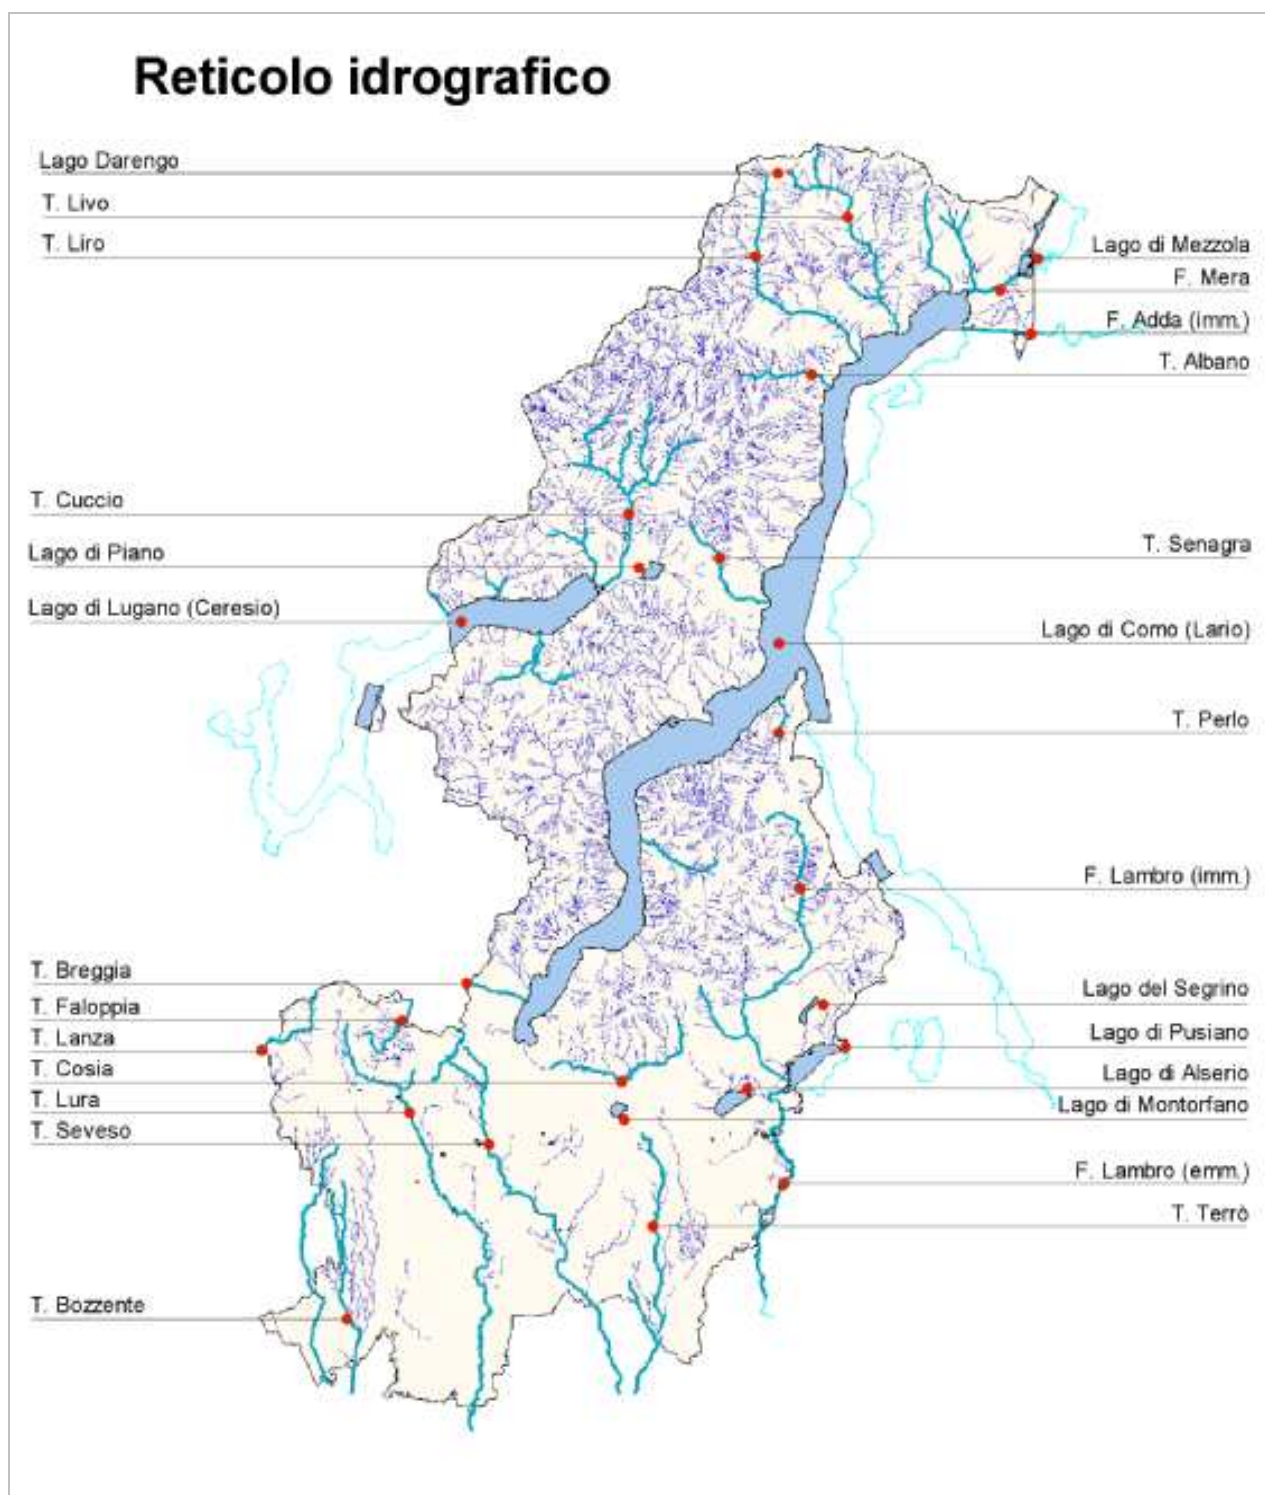 Reticolo idrografico
Lago Darengo
T. Livo
T. Liro
Lago di Mezzola
F. Mera
F. Adda (imm.)
T. Albano
T. Cuccio
Lago di Piano
T. Senagra
Lago di Lugano (Ceresio)
Lago di Como (Lario)
T. Perlo
F. Lambro (imm.)
T. Breggia
T. Faloppia
T. Lanza
T. Cosia
T. Lura
T. Seveso
Lago del Segrino
Lago di Pusiano
Lago di Alserio
Lago di Montorfano
F. Lambro (emm.)
T. Terrò
T. Bozzente